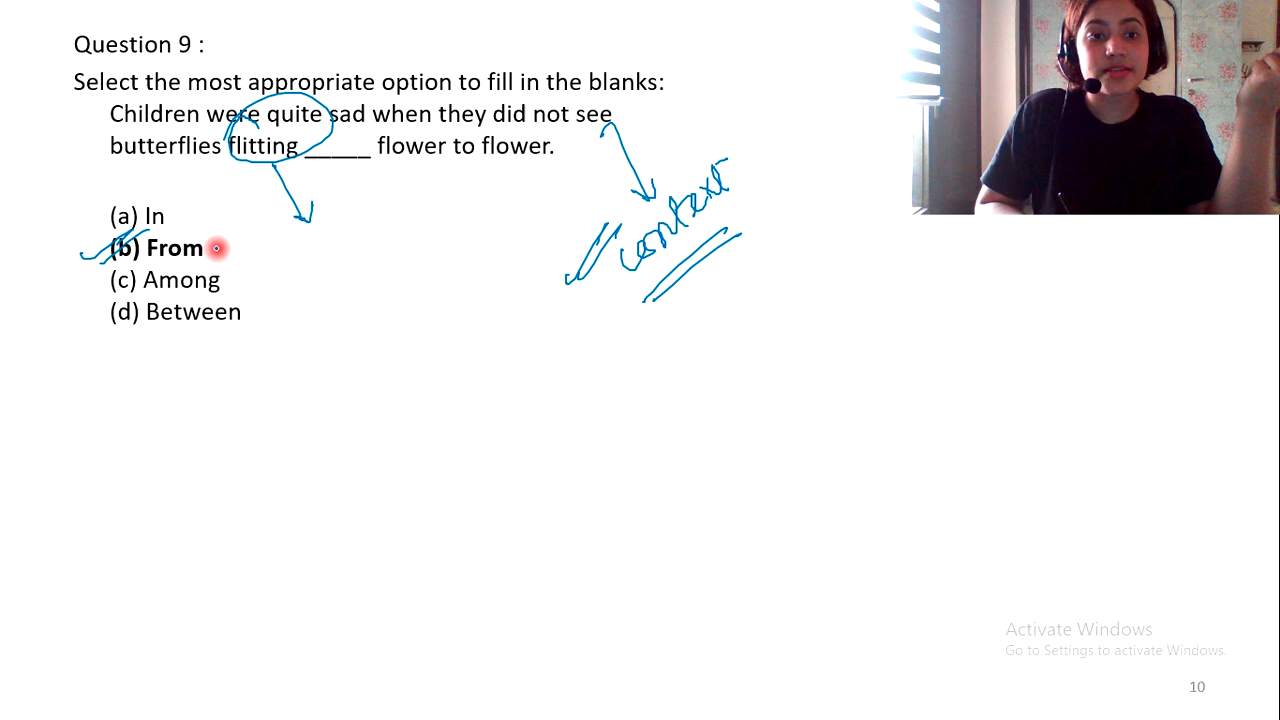 Question 9 :
Select the most appropriate option to fill in the blanks:
Children were quite sad when they did not see
butterflies flitting _____ flower to flower.
(a) In
(b) From
(c) Among
(d) Between
context
Activate Windows
Go to Settings to activate Windows.
10